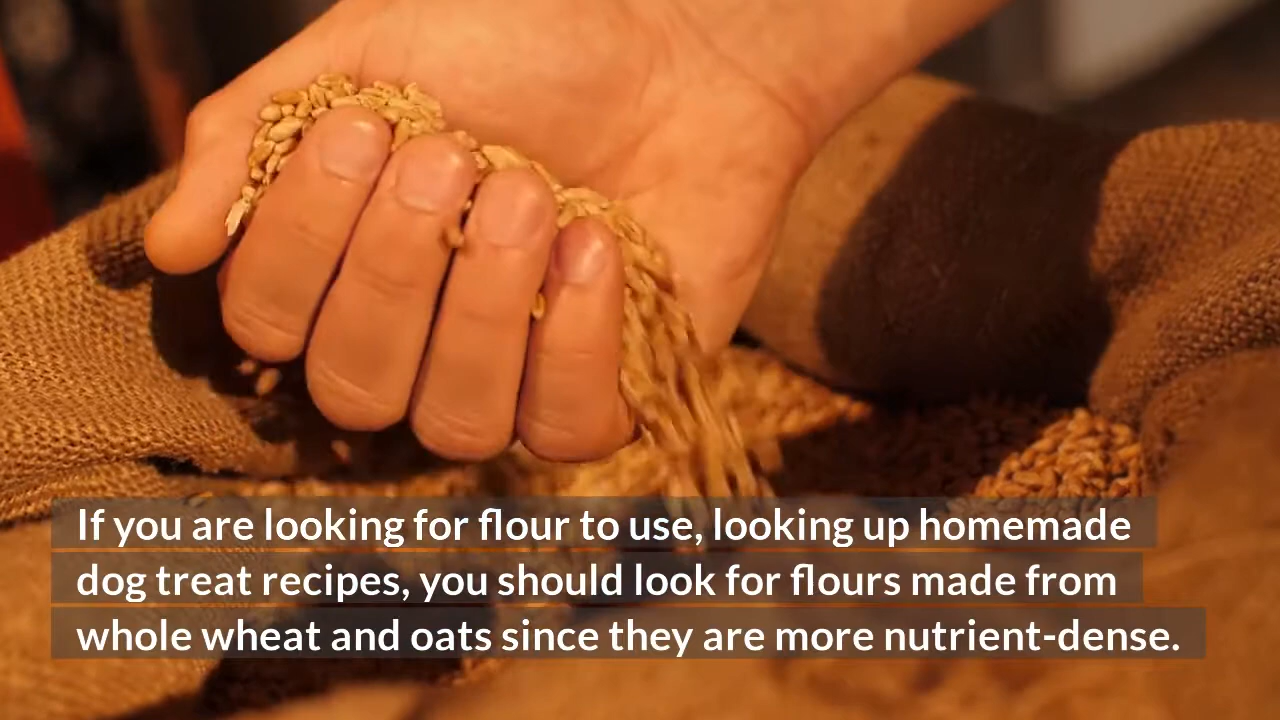 If you are looking for flour to use, looking up homemade
dog treat recipes, you should look for flours made from
whole wheat and oats since they are more nutrient-dense.